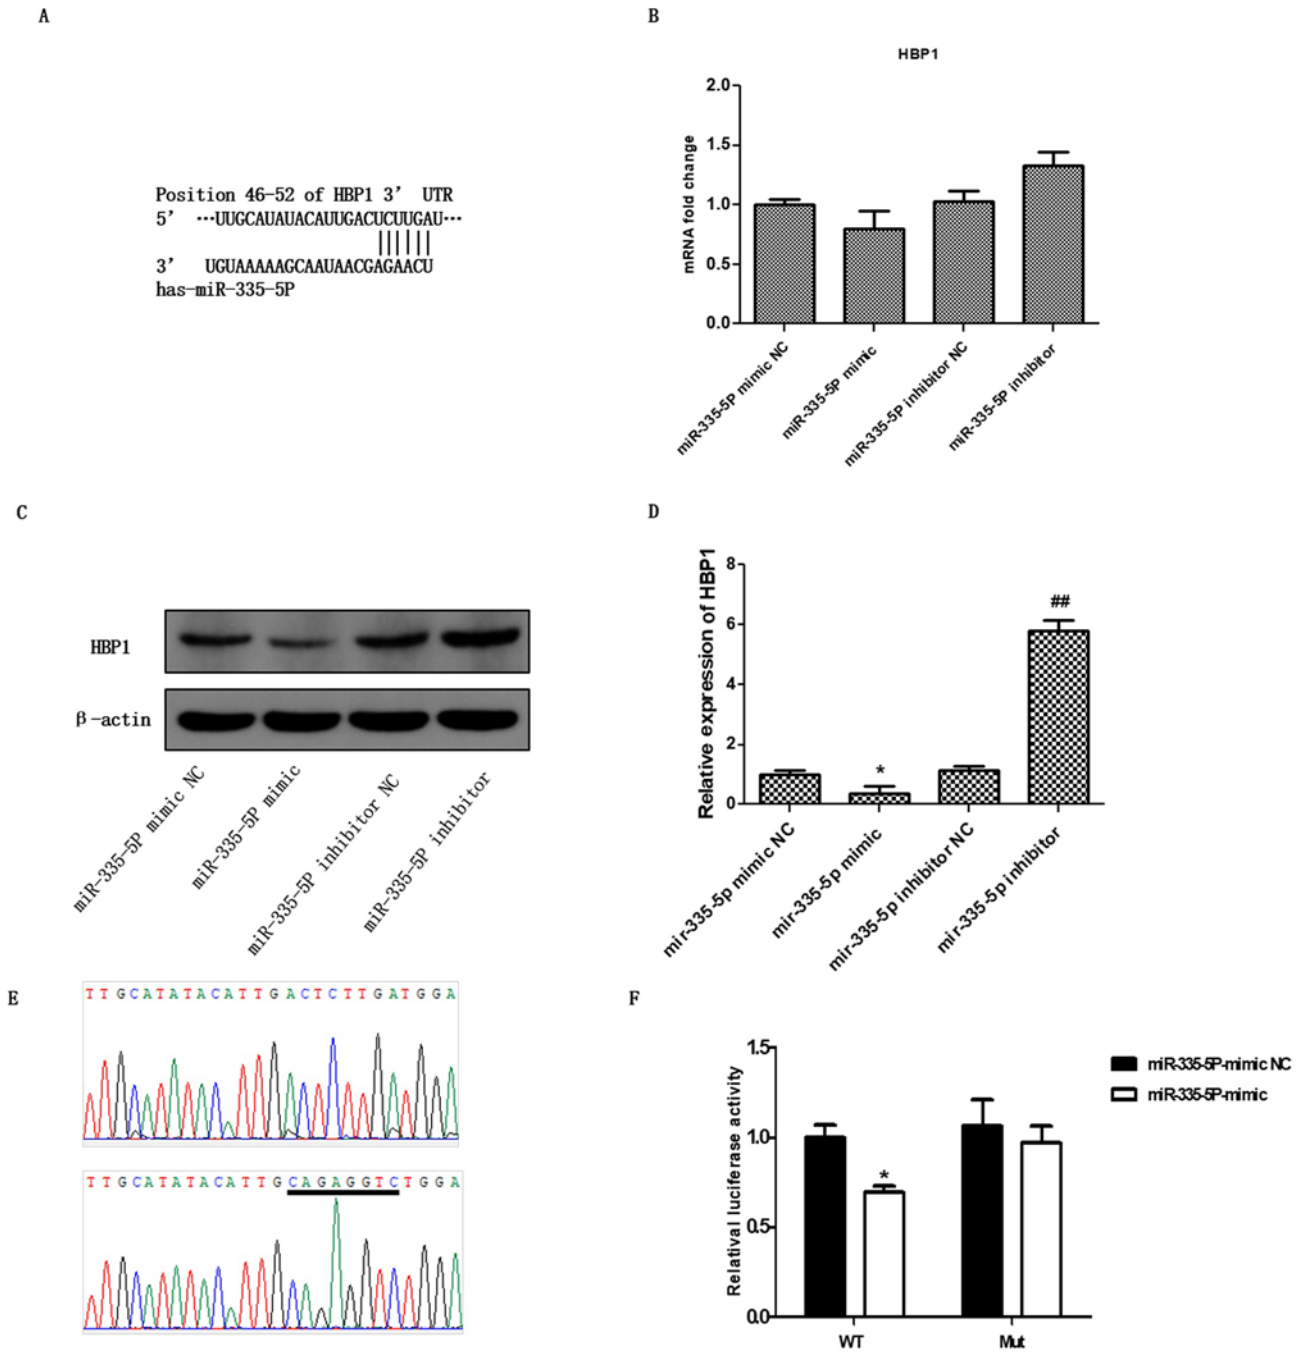 A
Position 46-52 of HBP1 3' UTR
5' ···UUGCAUAUACAUUGACUCUUGAU···
3' UGUAAAAAGCAAUAACGAGAACU
has-miR-335-5P
B
HBP1
mRNA fold change
2.0
1.5
1.0
0.5
0.0
miR-335-5P mimic NC
miR-335-5P mimic
miR-335-5P inhibitor NC
miR-335-5P inhibitor
C
HBP1
β-actin
miR-335-5P mimic NC
miR-335-5P mimic
miR-335-5P inhibitor NC
miR-335-5P inhibitor
D
Relative expression of HBP1
8
6
4
2
0
*
##
mir-335-5p mimic NC
mir-335-5p mimic
mir-335-5p inhibitor NC
mir-335-5p inhibitor
E
TTGCATATACATTGACTCTTGATGGA
TTGCATATACATTGCAGAGGTCTGGA
F
Relatival luciferase activity
1.5
1.0
0.5
0.0
*
WT
Mut
miR-335-5P-mimic NC
miR-335-5P-mimic